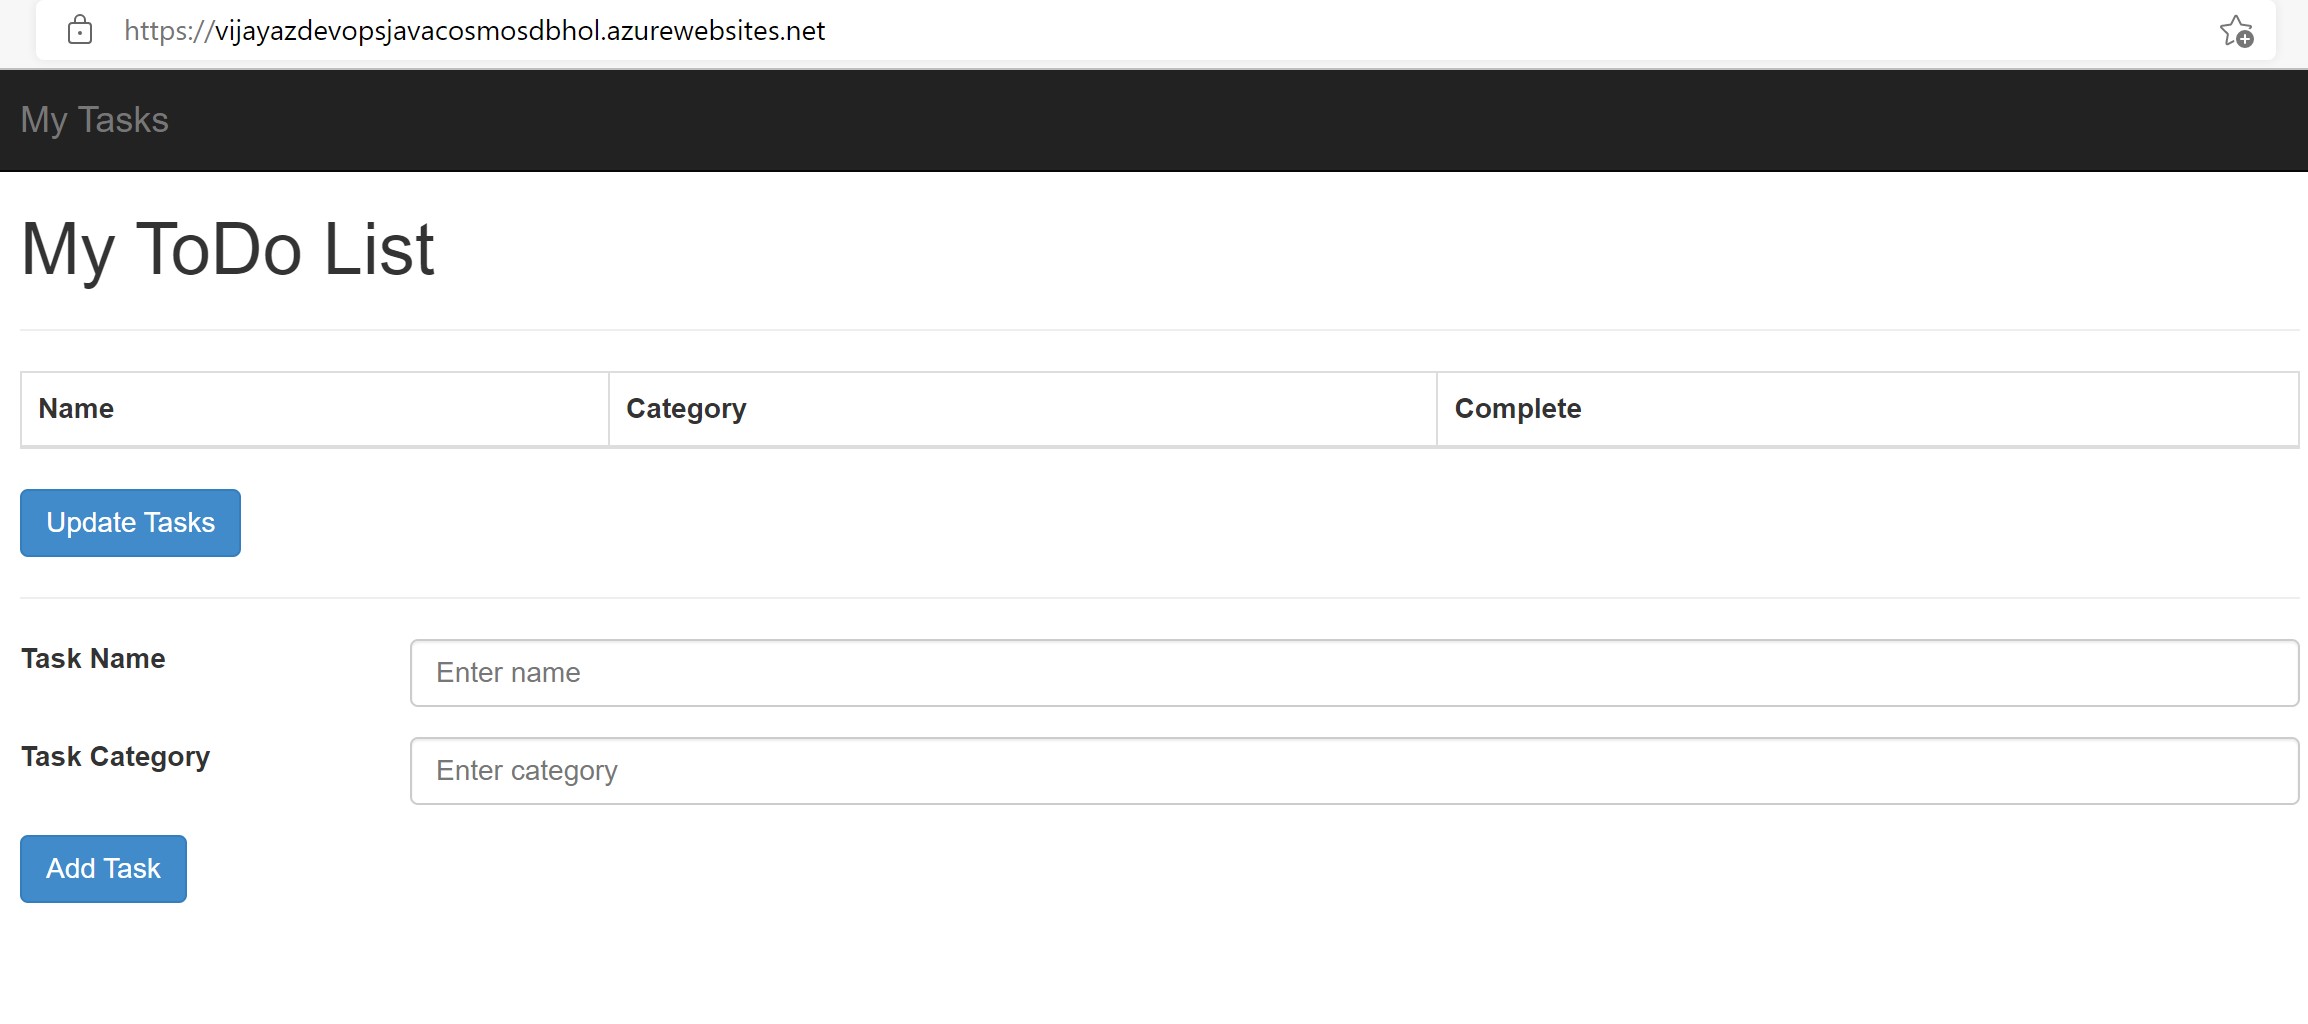 https://vijayazdevopsjavacosmosdbhol.azurewebsites.net
My Tasks
My ToDo List
Name Category Complete
Update Tasks
Task Name Enter name
Task Category Enter category
Add Task